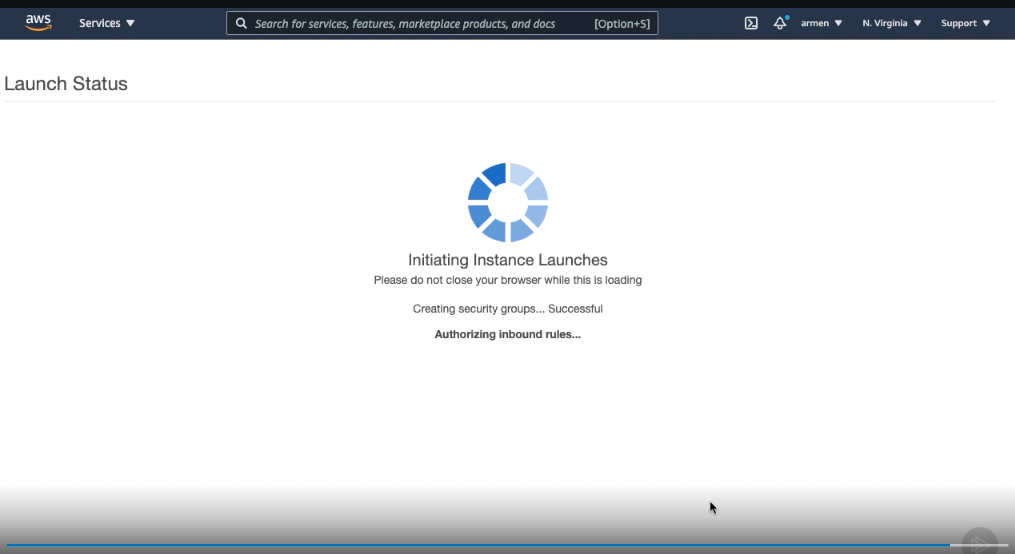 aws Services Search for services, features, marketplace products, and docs [Option+S] armen N. Virginia Support
Launch Status
Initiating Instance Launches
Please do not close your browser while this is loading
Creating security groups... Successful
Authorizing inbound rules...